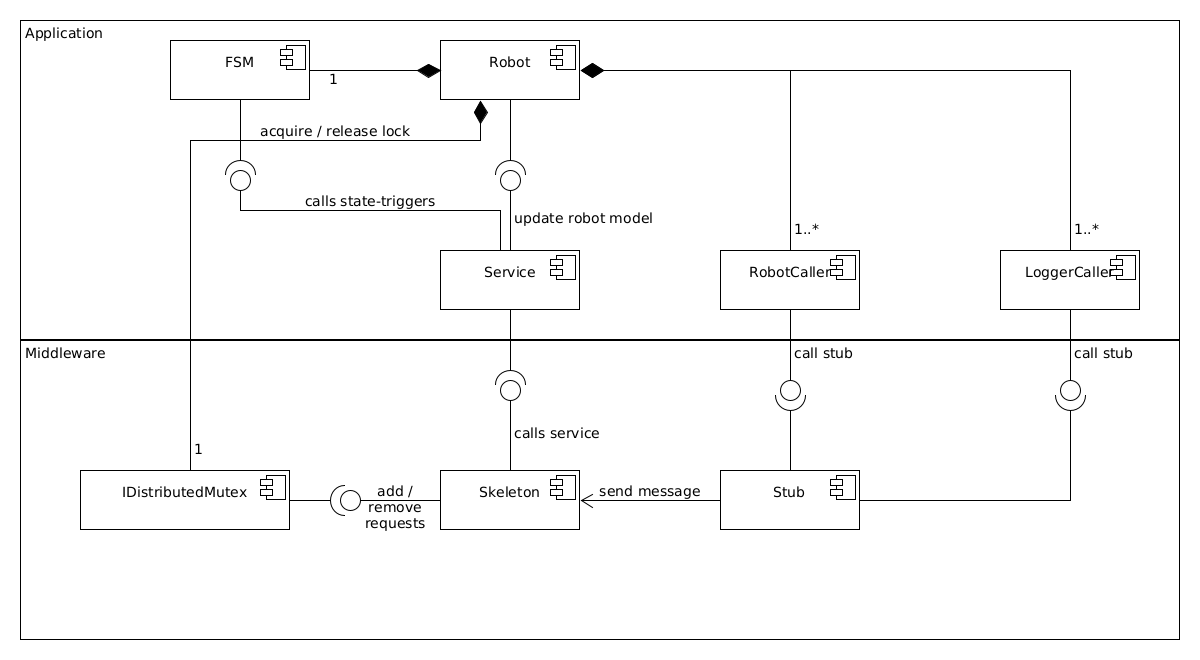 Application
FSM
Robot
1
acquire / release lock
calls state-triggers
update robot model
1..*
1..*
Service
RobotCaller
LoggerCaller
Middleware
call stub
call stub
calls service
1
IDistributedMutex
add /
remove
requests
Skeleton
send message
Stub